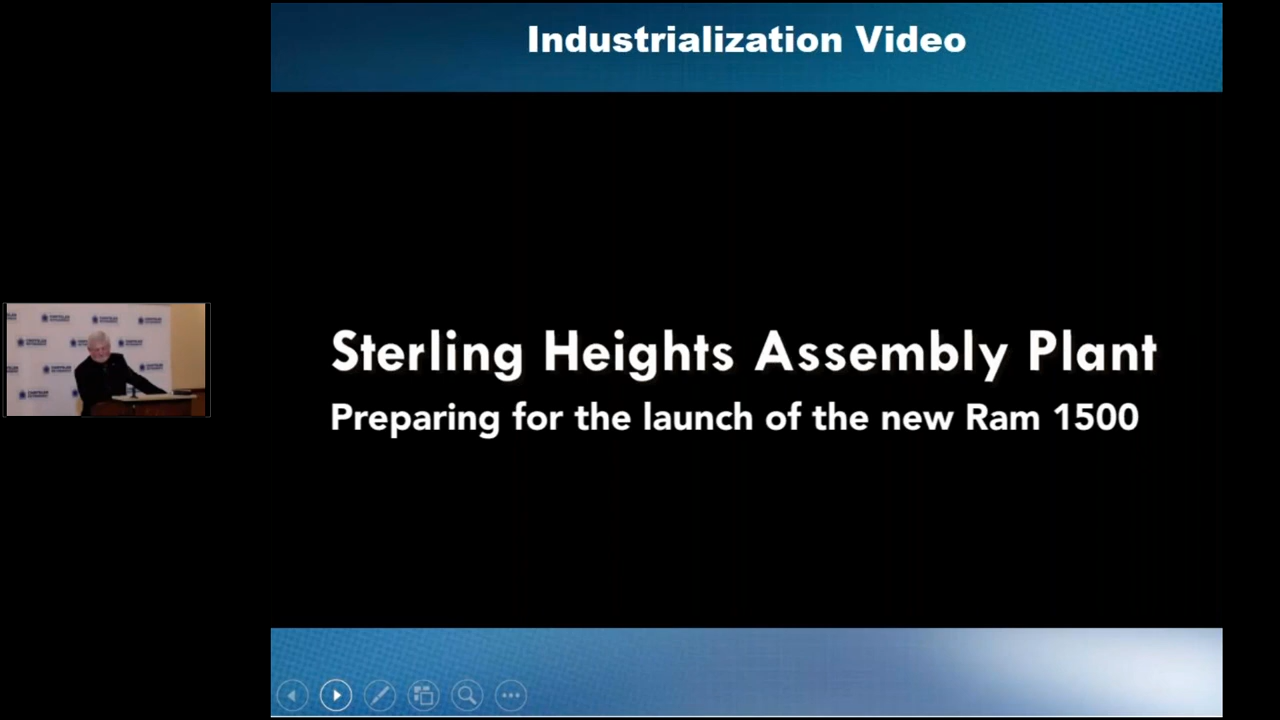 Industrialization Video
Sterling Heights Assembly Plant
Preparing for the launch of the new Ram 1500